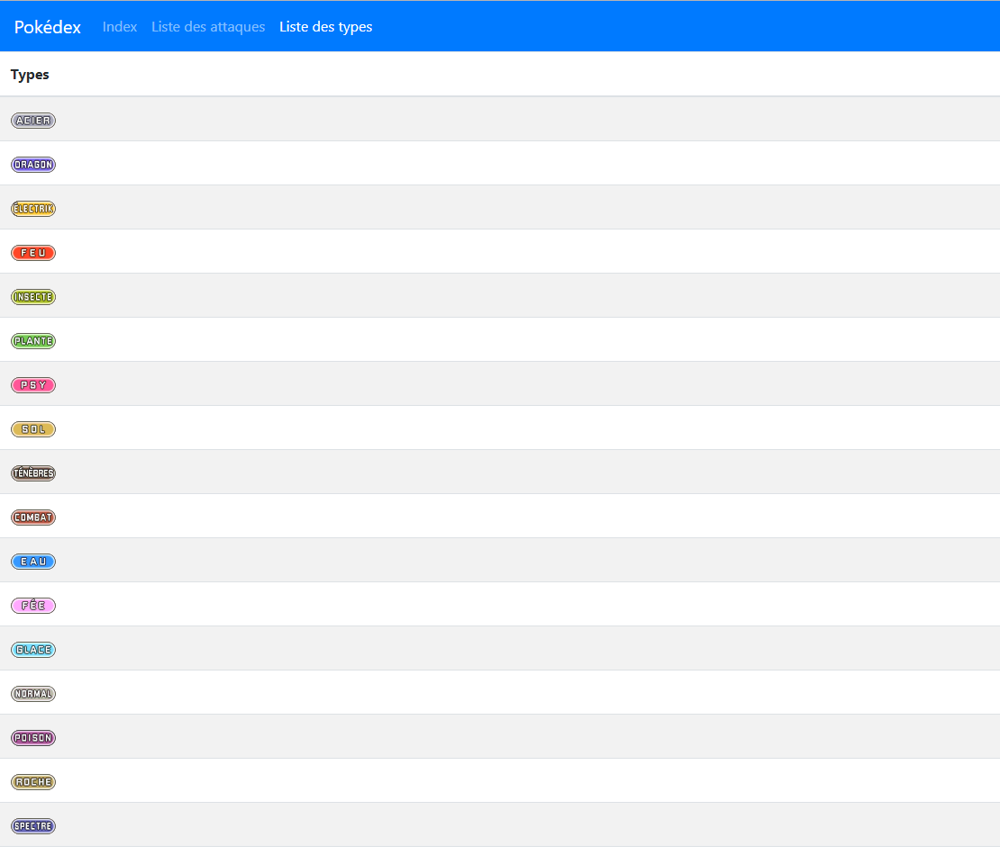 Pokédex Index Liste des attaques Liste des types
Types
ACIER
DRAGON
ÉLECTRIK
FEU
INSECTE
PLANTE
PSY
SOL
TÉNÈBRES
COMBAT
EAU
FÉE
GLACE
NORMAL
POISON
ROCHE
SPECTRE